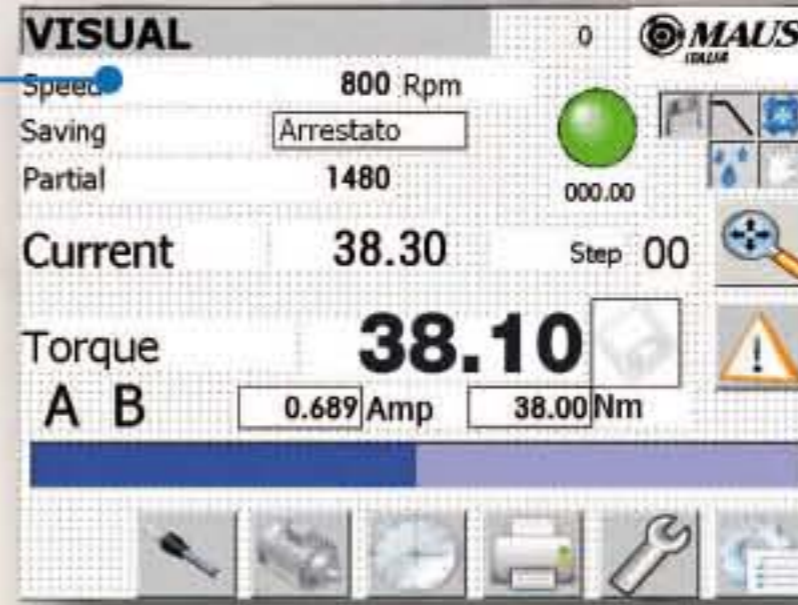 VISUAL 0 MAUS
ITALIA
Speed 800 Rpm
Saving Arrestato
Partial 1480 000.00
Current 38.30 Step 00
Torque 38.10
A B 0.689 Amp 38.00 Nm